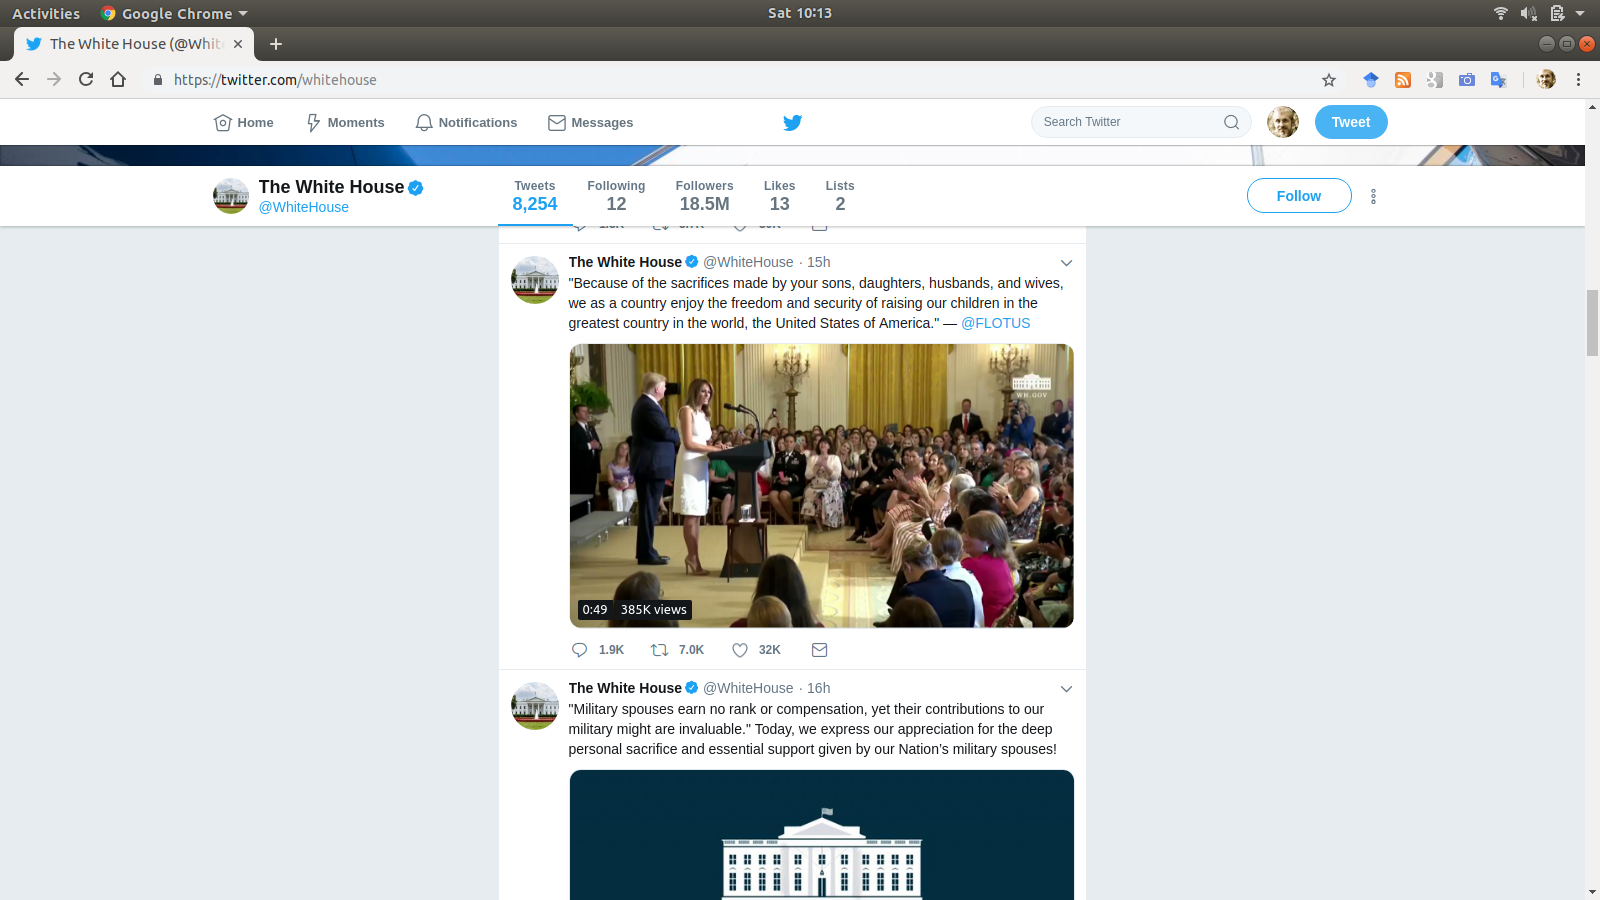 Activities
Google Chrome
Sat 10:13
The White House (@Whit
https://twitter.com/whitehouse
Home
Moments
Notifications
Messages
Search Twitter
Tweet
The White House
@WhiteHouse
Tweets
8,254
Following
12
Followers
18.5M
Likes
13
Lists
2
Follow
The White House @WhiteHouse · 15h
"Because of the sacrifices made by your sons, daughters, husbands, and wives,
we as a country enjoy the freedom and security of raising our children in the
greatest country in the world, the United States of America." — @FLOTUS
WH.GOV
0:49
385K views
1.9K
7.0K
32K
The White House @WhiteHouse · 16h
"Military spouses earn no rank or compensation, yet their contributions to our
military might are invaluable." Today, we express our appreciation for the deep
personal sacrifice and essential support given by our Nation’s military spouses!